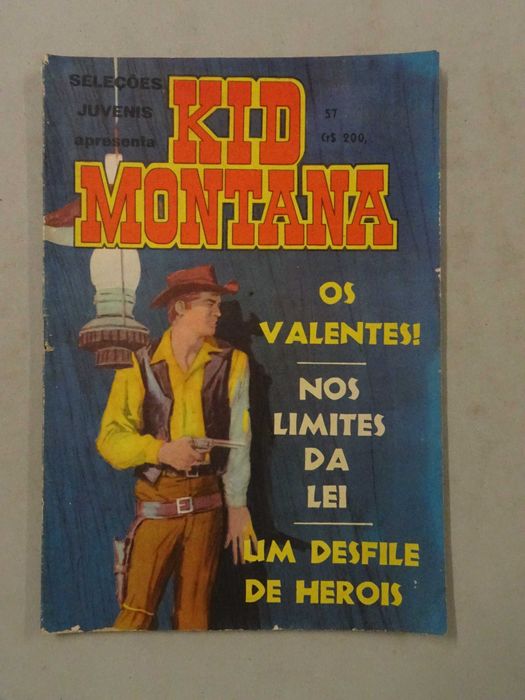 SELEÇÕES
JUVENIS
apresenta
KID
MONTANA
57
Cr$ 200,
OS
VALENTES!
NOS
LIMITES
DA
LEI
UM DESFILE
DE HEROIS